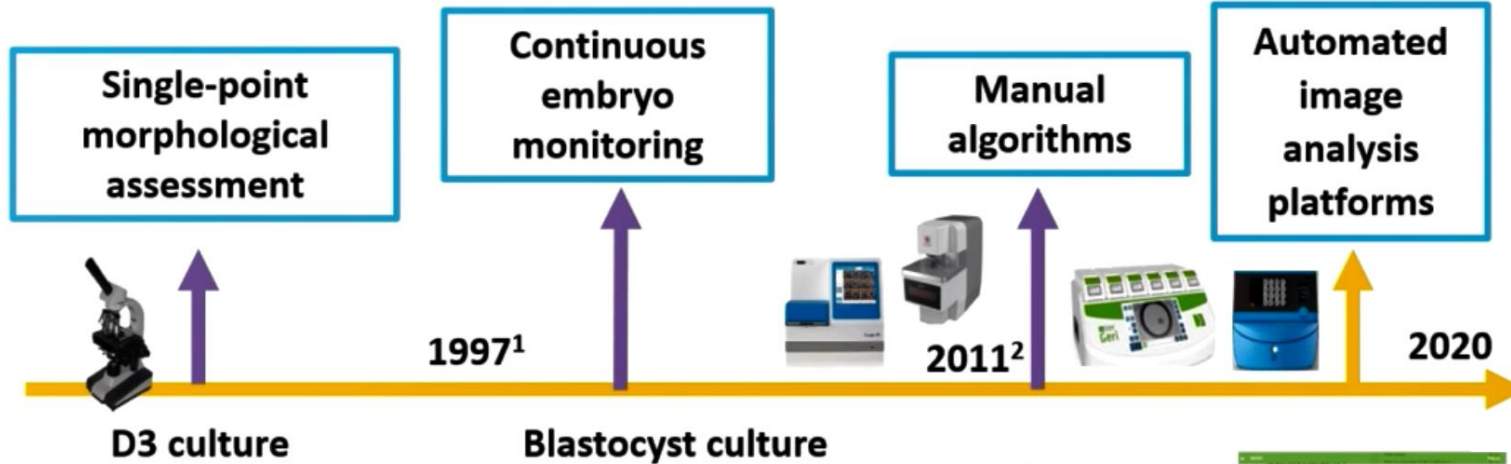 Single-point
morphological
assessment
Continuous
embryo
monitoring
Manual
algorithms
Automated
image
analysis
platforms
1997¹
2011²
Geri
2020
D3 culture
Blastocyst culture